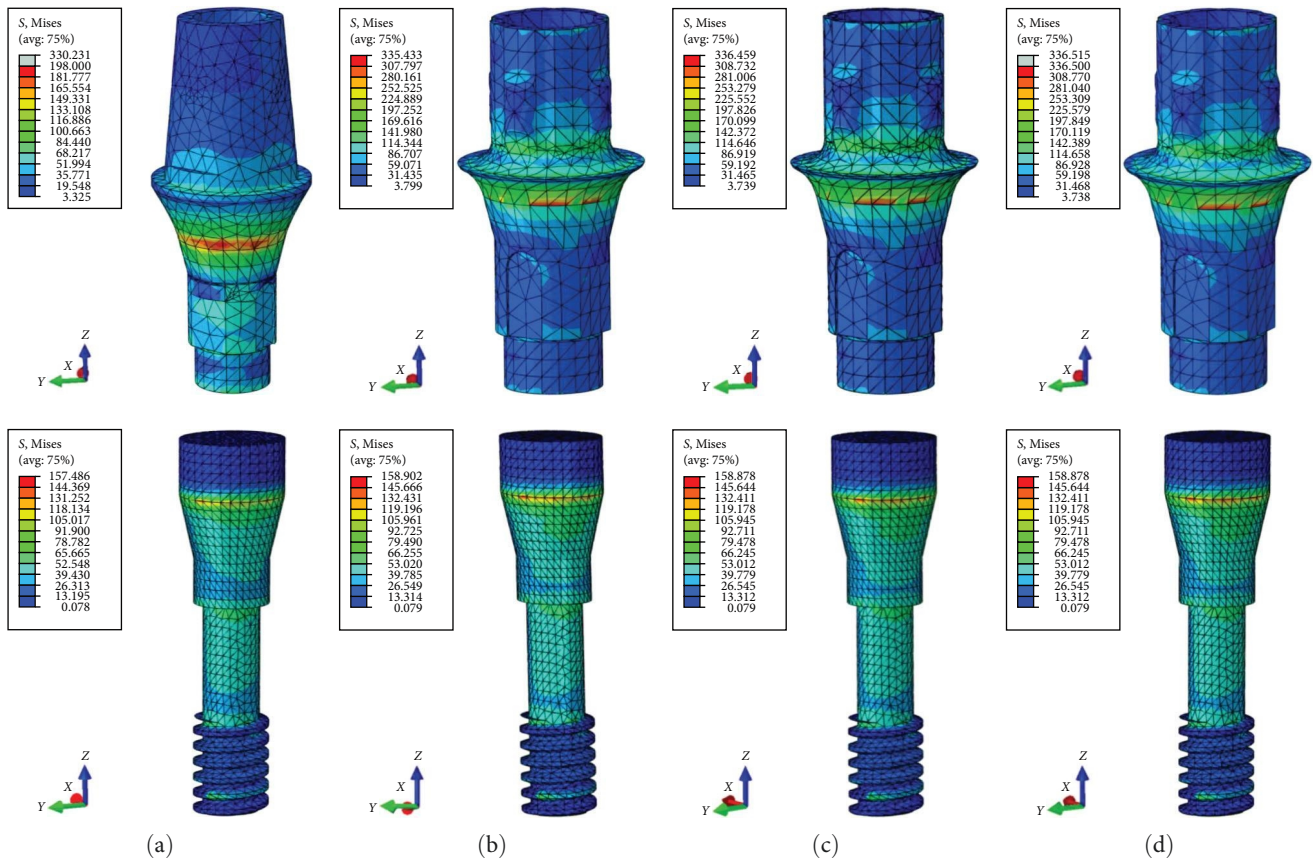 S, Mises
(avg: 75%)
330.231
198.000
181.777
165.554
149.331
133.108
116.886
100.663
84.440
68.217
51.994
35.771
19.548
3.325
Z
X
Y
S, Mises
(avg: 75%)
335.433
307.797
280.161
252.525
224.889
197.252
169.616
141.980
114.344
86.707
59.071
31.435
3.799
Z
X
Y
S, Mises
(avg: 75%)
336.459
308.732
281.006
253.279
225.552
197.826
170.099
142.372
114.646
86.919
59.192
31.465
3.739
Z
X
Y
S, Mises
(avg: 75%)
336.515
336.500
308.770
281.040
253.309
225.579
197.849
170.119
142.389
114.658
86.928
59.198
31.468
3.738
Z
X
Y
S, Mises
(avg: 75%)
157.486
144.369
131.252
118.134
105.017
91.900
78.782
65.665
52.548
39.430
26.313
13.195
0.078
Z
X
Y
S, Mises
(avg: 75%)
158.902
145.666
132.431
119.196
105.961
92.725
79.490
66.255
53.020
39.785
26.549
13.314
0.079
Z
X
Y
S, Mises
(avg: 75%)
158.878
145.644
132.411
119.178
105.945
92.711
79.478
66.245
53.012
39.779
26.545
13.312
0.079
Z
X
Y
S, Mises
(avg: 75%)
158.878
145.644
132.411
119.178
105.945
92.711
79.478
66.245
53.012
39.779
26.545
13.312
0.079
Z
X
Y
(a)
(b)
(c)
(d)